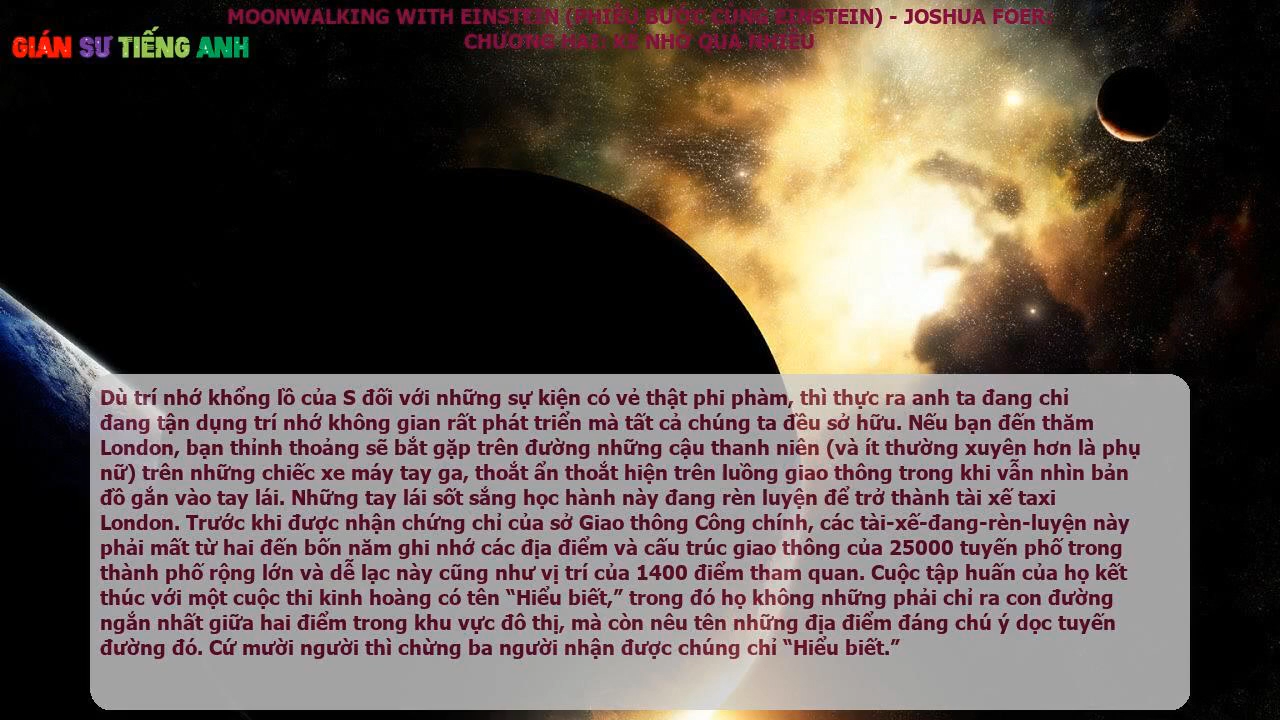 MOONWALKING WITH EINSTEIN (PHIÊU BƯỚC CÙNG EINSTEIN) - JOSHUA FOER:
CHƯƠNG HAI: KẺ NHỚ QUÁ NHIỀU
GIÁN SƯ TIẾNG ANH
Dù trí nhớ khổng lồ của S đối với những sự kiện có vẻ thật phi phàm, thì thực ra anh ta đang chỉ
đang tận dụng trí nhớ không gian rất phát triển mà tất cả chúng ta đều sở hữu. Nếu bạn đến thăm
London, bạn thỉnh thoảng sẽ bắt gặp trên đường những cậu thanh niên (và ít thường xuyên hơn là phụ
nữ) trên những chiếc xe máy tay ga, thoắt ẩn thoắt hiện trên luồng giao thông trong khi vẫn nhìn bản
đồ gắn vào tay lái. Những tay lái sốt sắng học hành này đang rèn luyện để trở thành tài xế taxi
London. Trước khi được nhận chứng chỉ của sở Giao thông Công chính, các tài-xế-đang-rèn-luyện này
phải mất từ hai đến bốn năm ghi nhớ các địa điểm và cấu trúc giao thông của 25000 tuyến phố trong
thành phố rộng lớn và dễ lạc này cũng như vị trí của 1400 điểm tham quan. Cuộc tập huấn của họ kết
thúc với một cuộc thi kinh hoàng có tên “Hiểu biết,” trong đó họ không những phải chỉ ra con đường
ngắn nhất giữa hai điểm trong khu vực đô thị, mà còn nêu tên những địa điểm đáng chú ý dọc tuyến
đường đó. Cứ mười người thì chừng ba người nhận được chúng chỉ “Hiểu biết.”